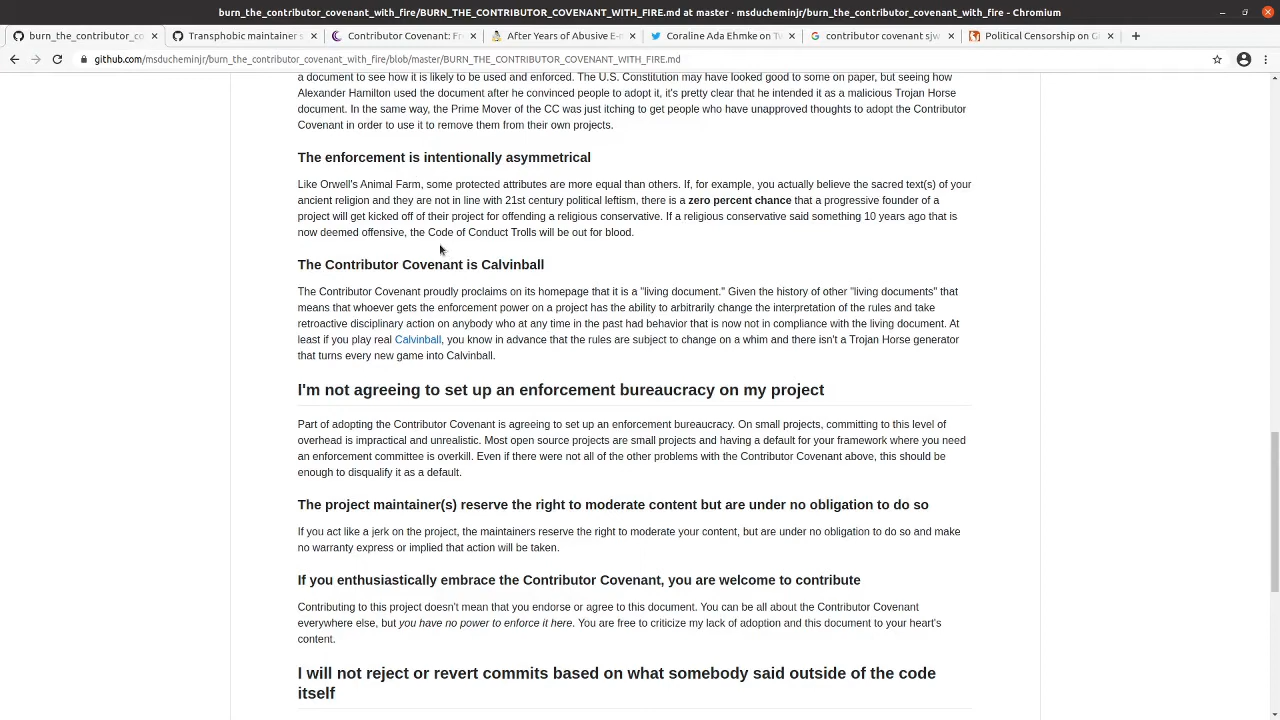 burn_the_contributor_covenant_with_fire/BURN_THE_CONTRIBUTOR_COVENANT_WITH_FIRE.md at master · msducheminjr/burn_the_contributor_covenant_with_fire - Chromium
burn_the_contributor_co
Transphobic maintainer s
Contributor Covenant: Fr
After Years of Abusive E-m
Coraline Ada Ehmke on Tw
contributor covenant sjw
Political Censorship on Gi
github.com/msducheminjr/burn_the_contributor_covenant_with_fire/blob/master/BURN_THE_CONTRIBUTOR_COVENANT_WITH_FIRE.md
a document to see how it is likely to be used and enforced. The U.S. Constitution may have looked good to some on paper, but seeing how
Alexander Hamilton used the document after he convinced people to adopt it, it's pretty clear that he intended it as a malicious Trojan Horse
document. In the same way, the Prime Mover of the CC was just itching to get people who have unapproved thoughts to adopt the Contributor
Covenant in order to use it to remove them from their own projects.
The enforcement is intentionally asymmetrical
Like Orwell's Animal Farm, some protected attributes are more equal than others. If, for example, you actually believe the sacred text(s) of your
ancient religion and they are not in line with 21st century political leftism, there is a zero percent chance that a progressive founder of a
project will get kicked off of their project for offending a religious conservative. If a religious conservative said something 10 years ago that is
now deemed offensive, the Code of Conduct Trolls will be out for blood.
The Contributor Covenant is Calvinball
The Contributor Covenant proudly proclaims on its homepage that it is a "living document." Given the history of other "living documents" that
means that whoever gets the enforcement power on a project has the ability to arbitrarily change the interpretation of the rules and take
retroactive disciplinary action on anybody who at any time in the past had behavior that is now not in compliance with the living document. At
least if you play real Calvinball, you know in advance that the rules are subject to change on a whim and there isn't a Trojan Horse generator
that turns every new game into Calvinball.
I'm not agreeing to set up an enforcement bureaucracy on my project
Part of adopting the Contributor Covenant is agreeing to set up an enforcement bureaucracy. On small projects, committing to this level of
overhead is impractical and unrealistic. Most open source projects are small projects and having a default for your framework where you need
an enforcement committee is overkill. Even if there were not all of the other problems with the Contributor Covenant above, this should be
enough to disqualify it as a default.
The project maintainer(s) reserve the right to moderate content but are under no obligation to do so
If you act like a jerk on the project, the maintainers reserve the right to moderate your content, but are under no obligation to do so and make
no warranty express or implied that action will be taken.
If you enthusiastically embrace the Contributor Covenant, you are welcome to contribute
Contributing to this project doesn't mean that you endorse or agree to this document. You can be all about the Contributor Covenant
everywhere else, but you have no power to enforce it here. You are free to criticize my lack of adoption and this document to your heart's
content.
I will not reject or revert commits based on what somebody said outside of the code
itself